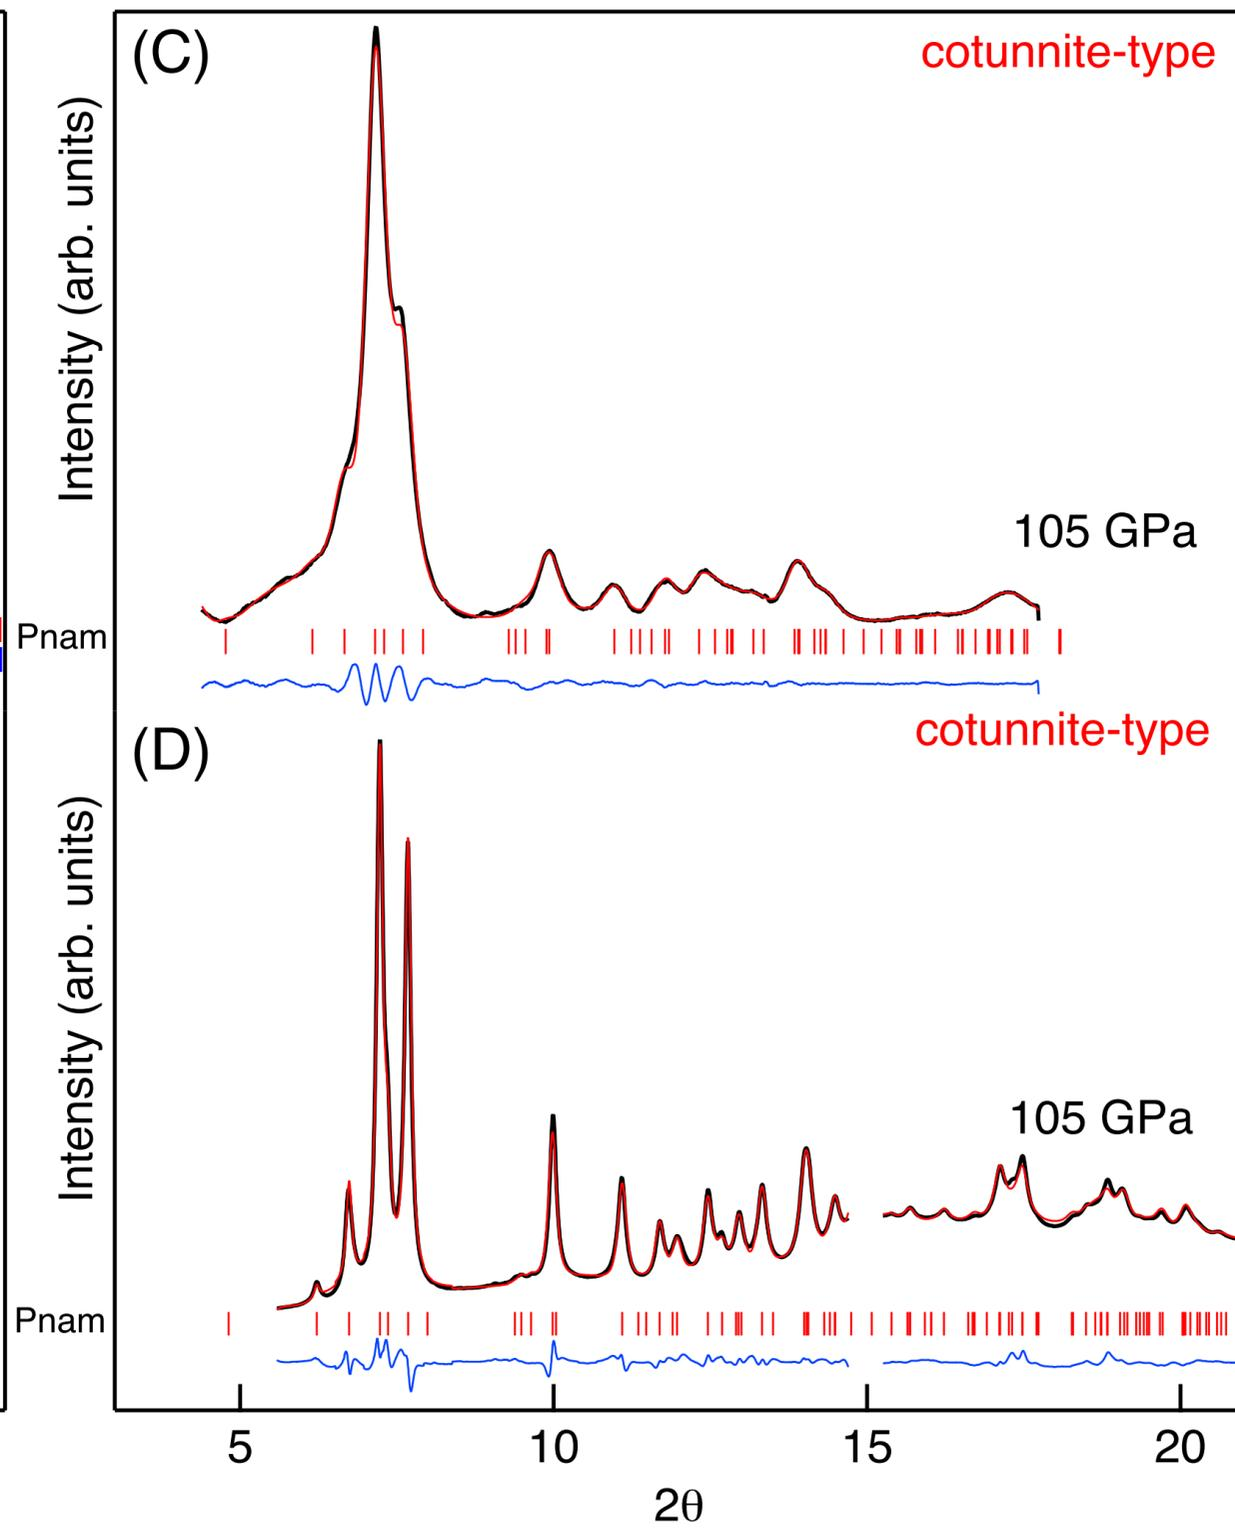 (C)
cotunnite-type
Intensity (arb. units)
105 GPa
Pnam
(D)
cotunnite-type
Intensity (arb. units)
105 GPa
Pnam
5 10 15 20
2θ